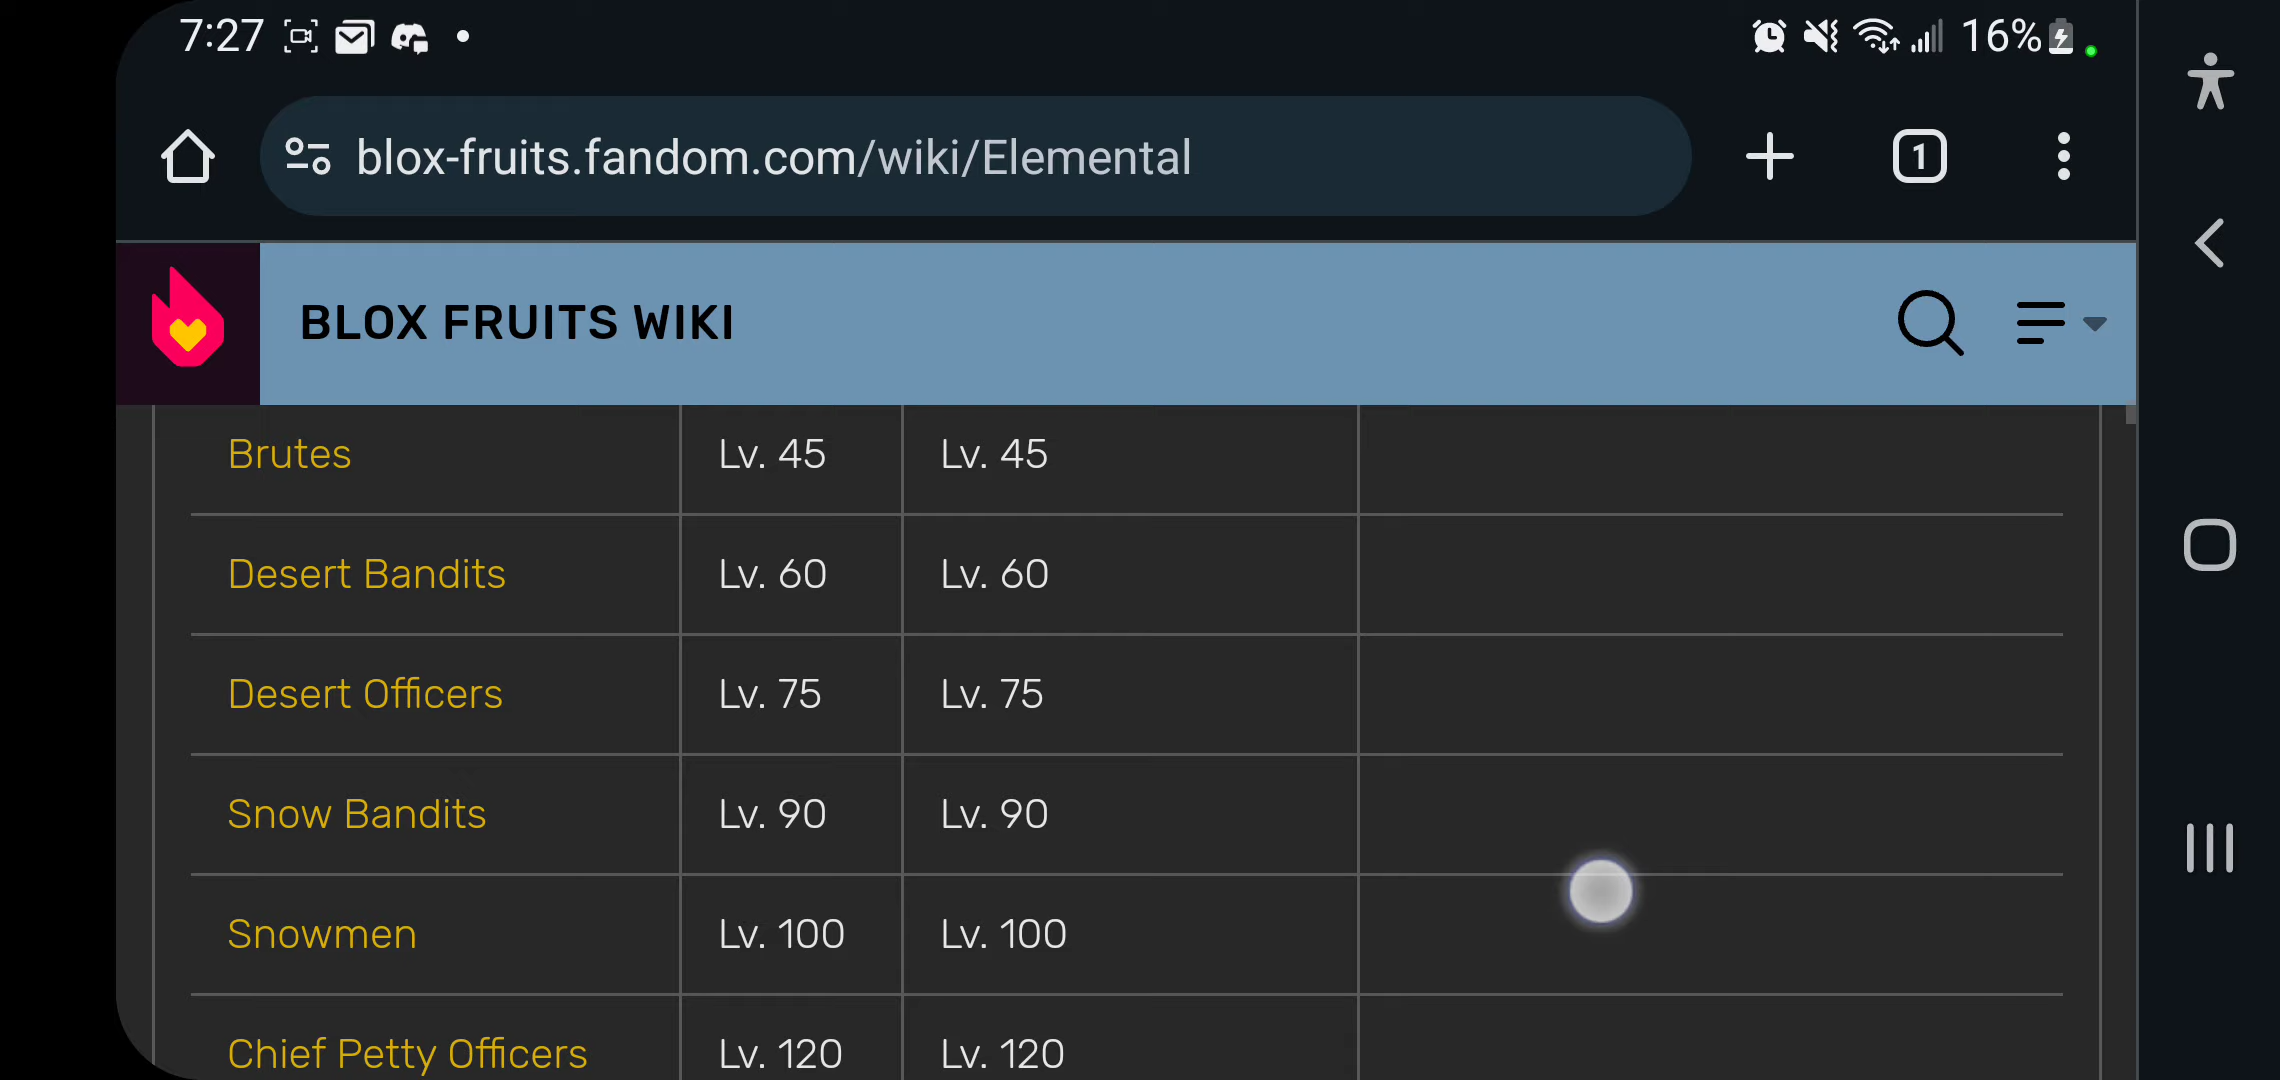 7:27 16%
blox-fruits.fandom.com/wiki/Elemental 1
BLOX FRUITS WIKI
Brutes Lv. 45 Lv. 45
Desert Bandits Lv. 60 Lv. 60
Desert Officers Lv. 75 Lv. 75
Snow Bandits Lv. 90 Lv. 90
Snowmen Lv. 100 Lv. 100
Chief Petty Officers Lv. 120 Lv. 120